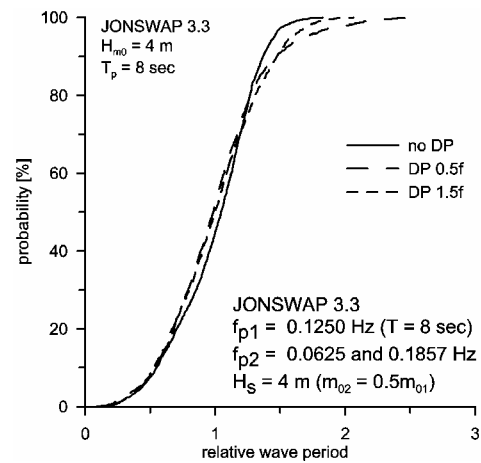 JONSWAP 3.3
Hm0 = 4 m
Tp = 8 sec
100
80
60
40
20
0
probability [%]
no DP
DP 0.5f
DP 1.5f
JONSWAP 3.3
fp1 = 0.1250 Hz (T = 8 sec)
fp2 = 0.0625 and 0.1857 Hz
HS = 4 m (m02 = 0.5m01)
0 1 2 3
relative wave period